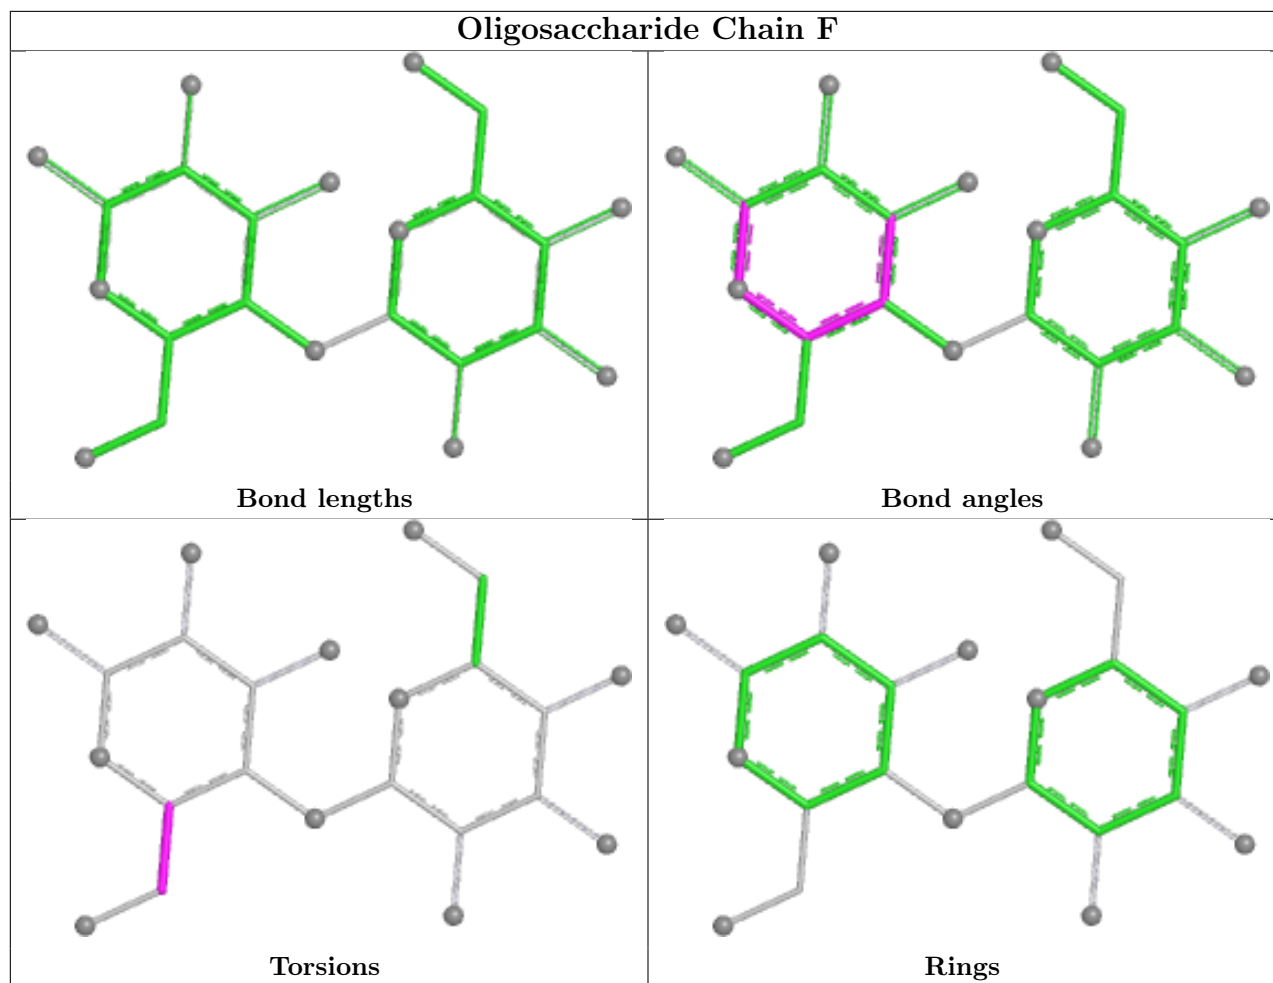 Oligosaccharide Chain F
Bond lengths
Bond angles
Torsions
Rings